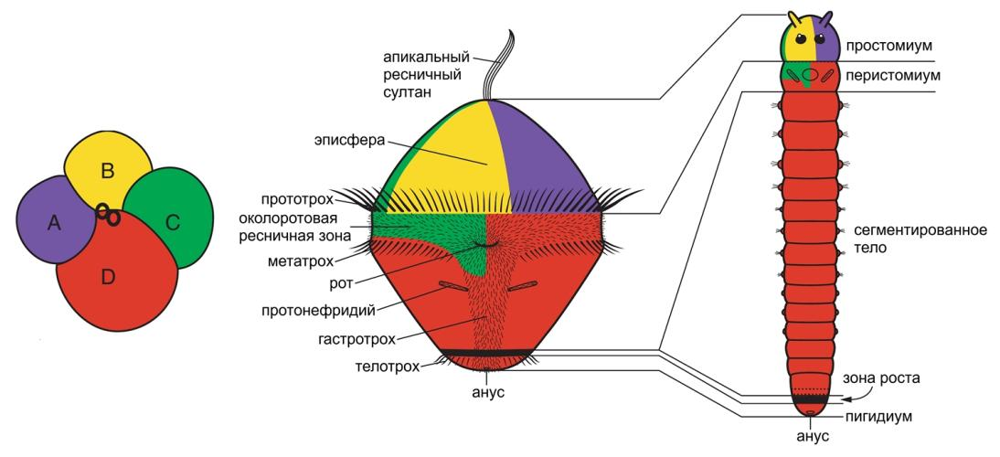 B
A
C
D
апикальный
ресничный
султан
эписфера
прототрох
околоротовая
ресничная зона
метатрох
рот
протонефридий
гастротрох
телотрох
анус
простомиум
перистомиум
сегментированное
тело
зона роста
пигидиум
анус